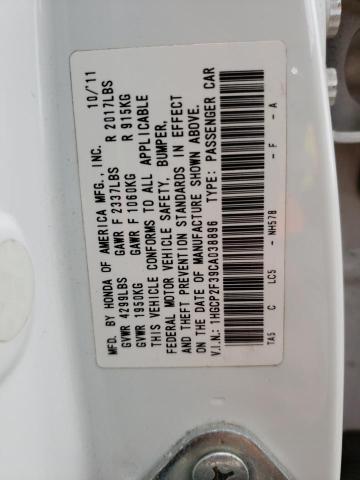 MFD. BY HONDA OF AMERICA MFG., INC. 10/'11
GVWR 4299LBS GAWR F 2337LBS R 2017LBS
GVWR 1950KG GAWR F 1060KG R 915KG
THIS VEHICLE CONFORMS TO ALL APPLICABLE
FEDERAL MOTOR VEHICLE SAFETY, BUMPER,
AND THEFT PREVENTION STANDARDS IN EFFECT
ON THE DATE OF MANUFACTURE SHOWN ABOVE.
V.I.N.: 1HGCP2F39CA038896 TYPE: PASSENGER CAR
TA5 C LC5 - NH578 - F - A